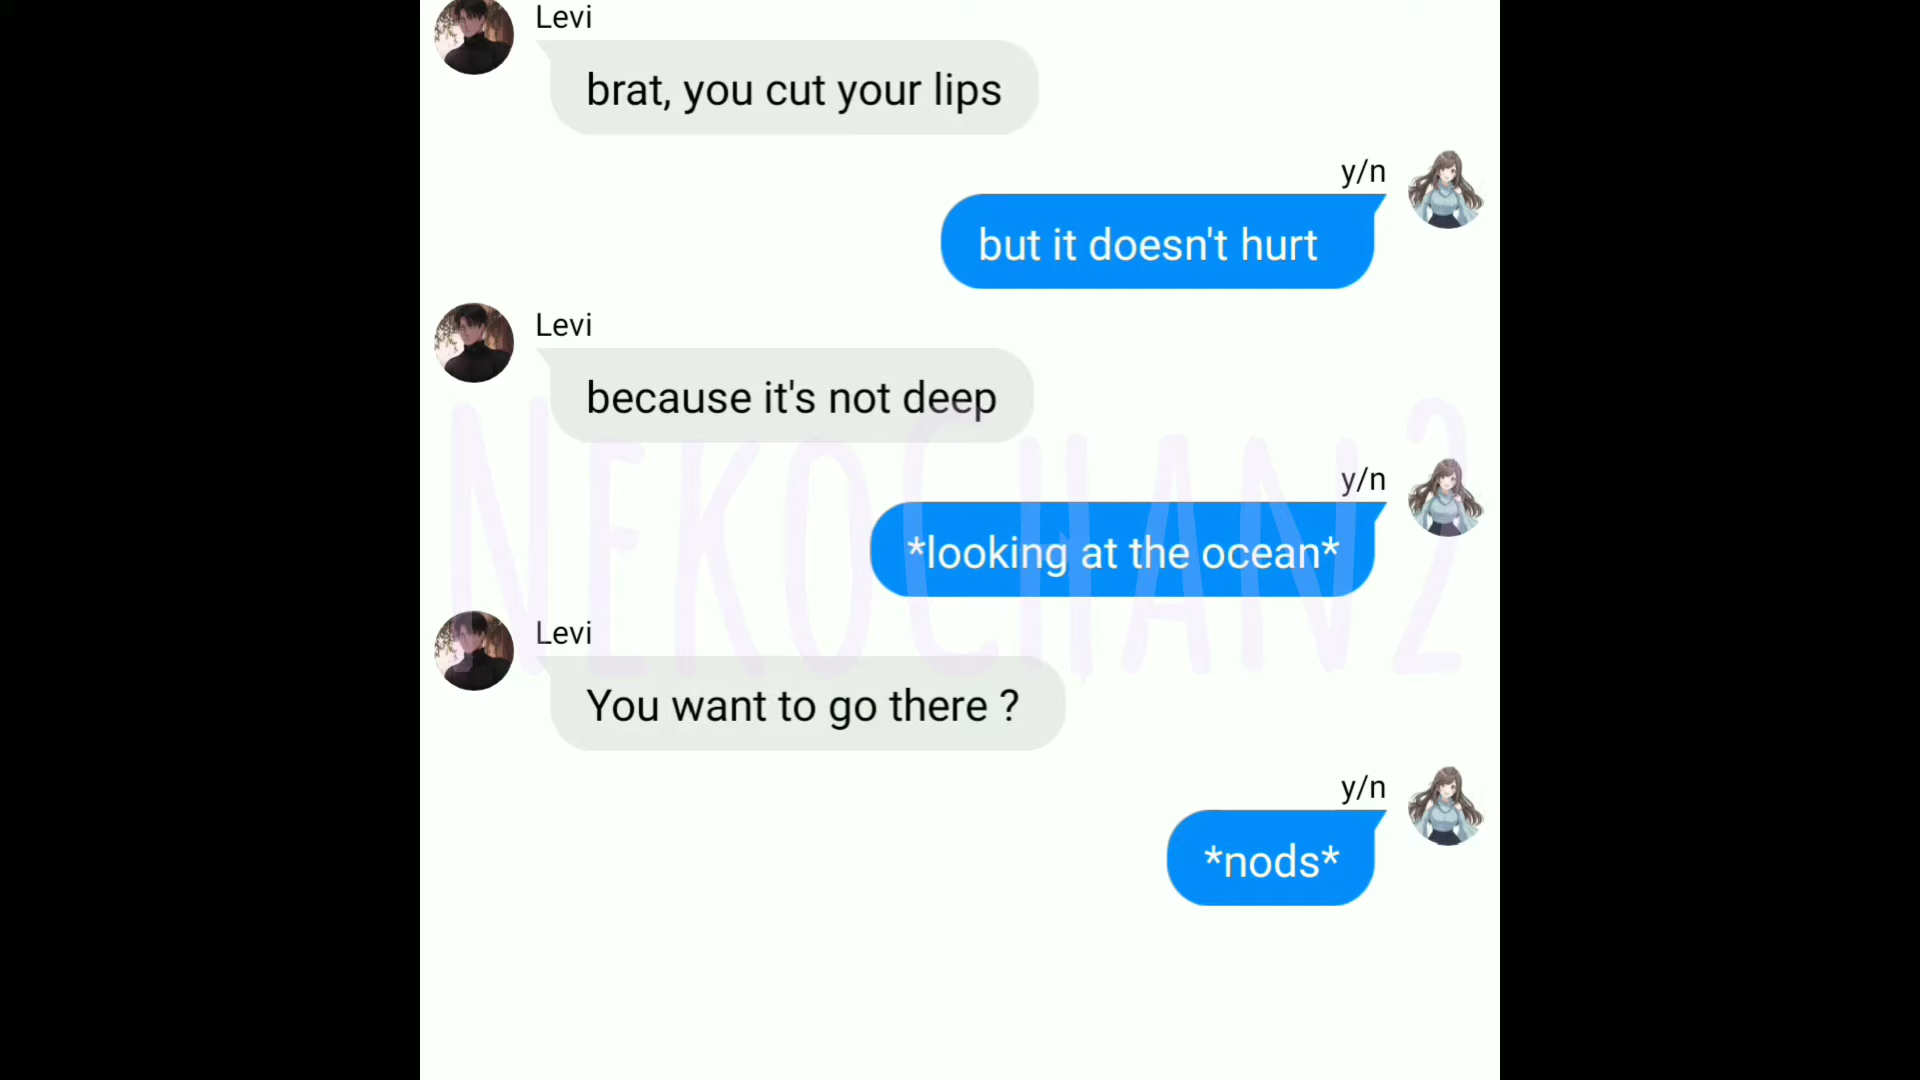 Levi
brat, you cut your lips
y/n
but it doesn't hurt
Levi
because it's not deep
y/n
*looking at the ocean*
NEKOCHAN2
Levi
You want to go there ?
y/n
*nods*